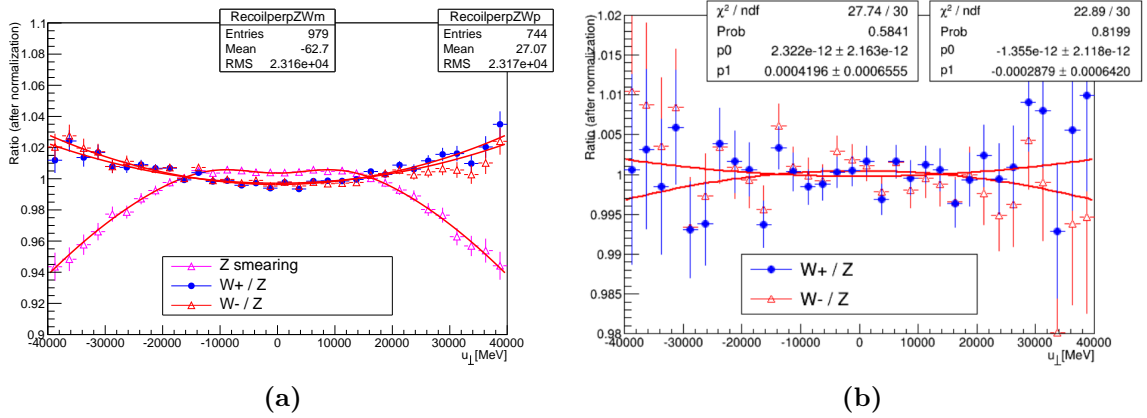 RecoilperpZWm
Entries 979
Mean -62.7
RMS 2.316e+04
RecoilperpZWp
Entries 744
Mean 27.07
RMS 2.317e+04
Ratio (after normalization)
1.1
1.08
1.06
1.04
1.02
1
0.98
0.96
0.94
0.92
0.9
Z smearing
W+ / Z
W- / Z
-40000 -30000 -20000 -10000 0 10000 20000 30000 40000
u⊥[MeV]
(a)
χ² / ndf 27.74 / 30
Prob 0.5841
p0 2.322e-12 ± 2.163e-12
p1 0.0004196 ± 0.0006555
χ² / ndf 22.89 / 30
Prob 0.8199
p0 -1.355e-12 ± 2.118e-12
p1 -0.0002879 ± 0.0006420
Ratio (after normalization)
1.02
1.015
1.01
1.005
1.000
0.995
0.99
0.985
0.98
W+ / Z
W- / Z
-40000 -30000 -20000 -10000 0 10000 20000 30000 40000
u⊥[MeV]
(b)